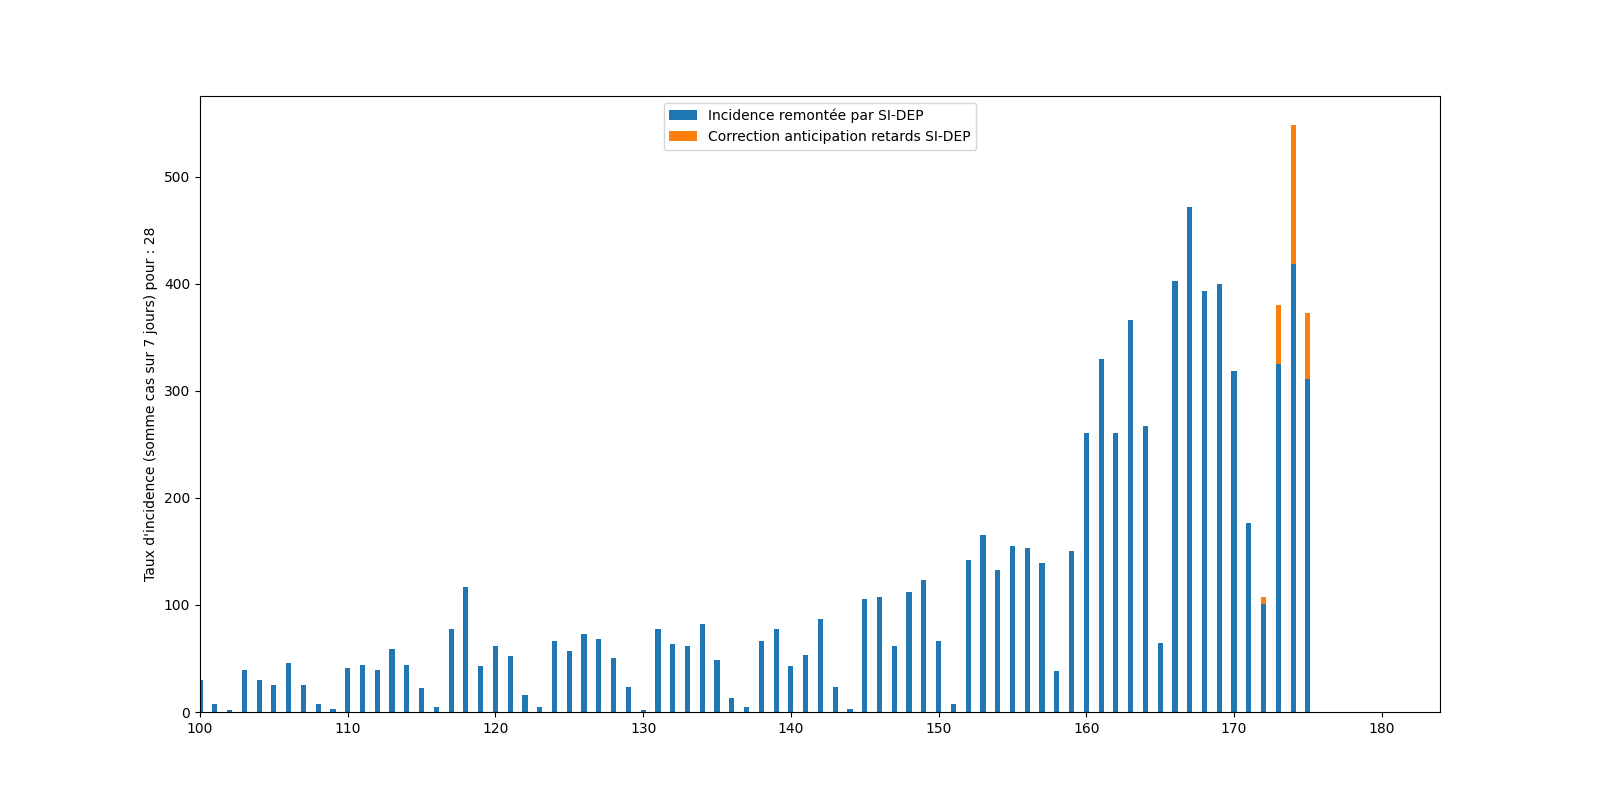 Incidence remontée par SI-DEP
Correction anticipation retards SI-DEP
Taux d'incidence (somme cas sur 7 jours) pour : 28
500
400
300
200
100
0
100 110 120 130 140 150 160 170 180